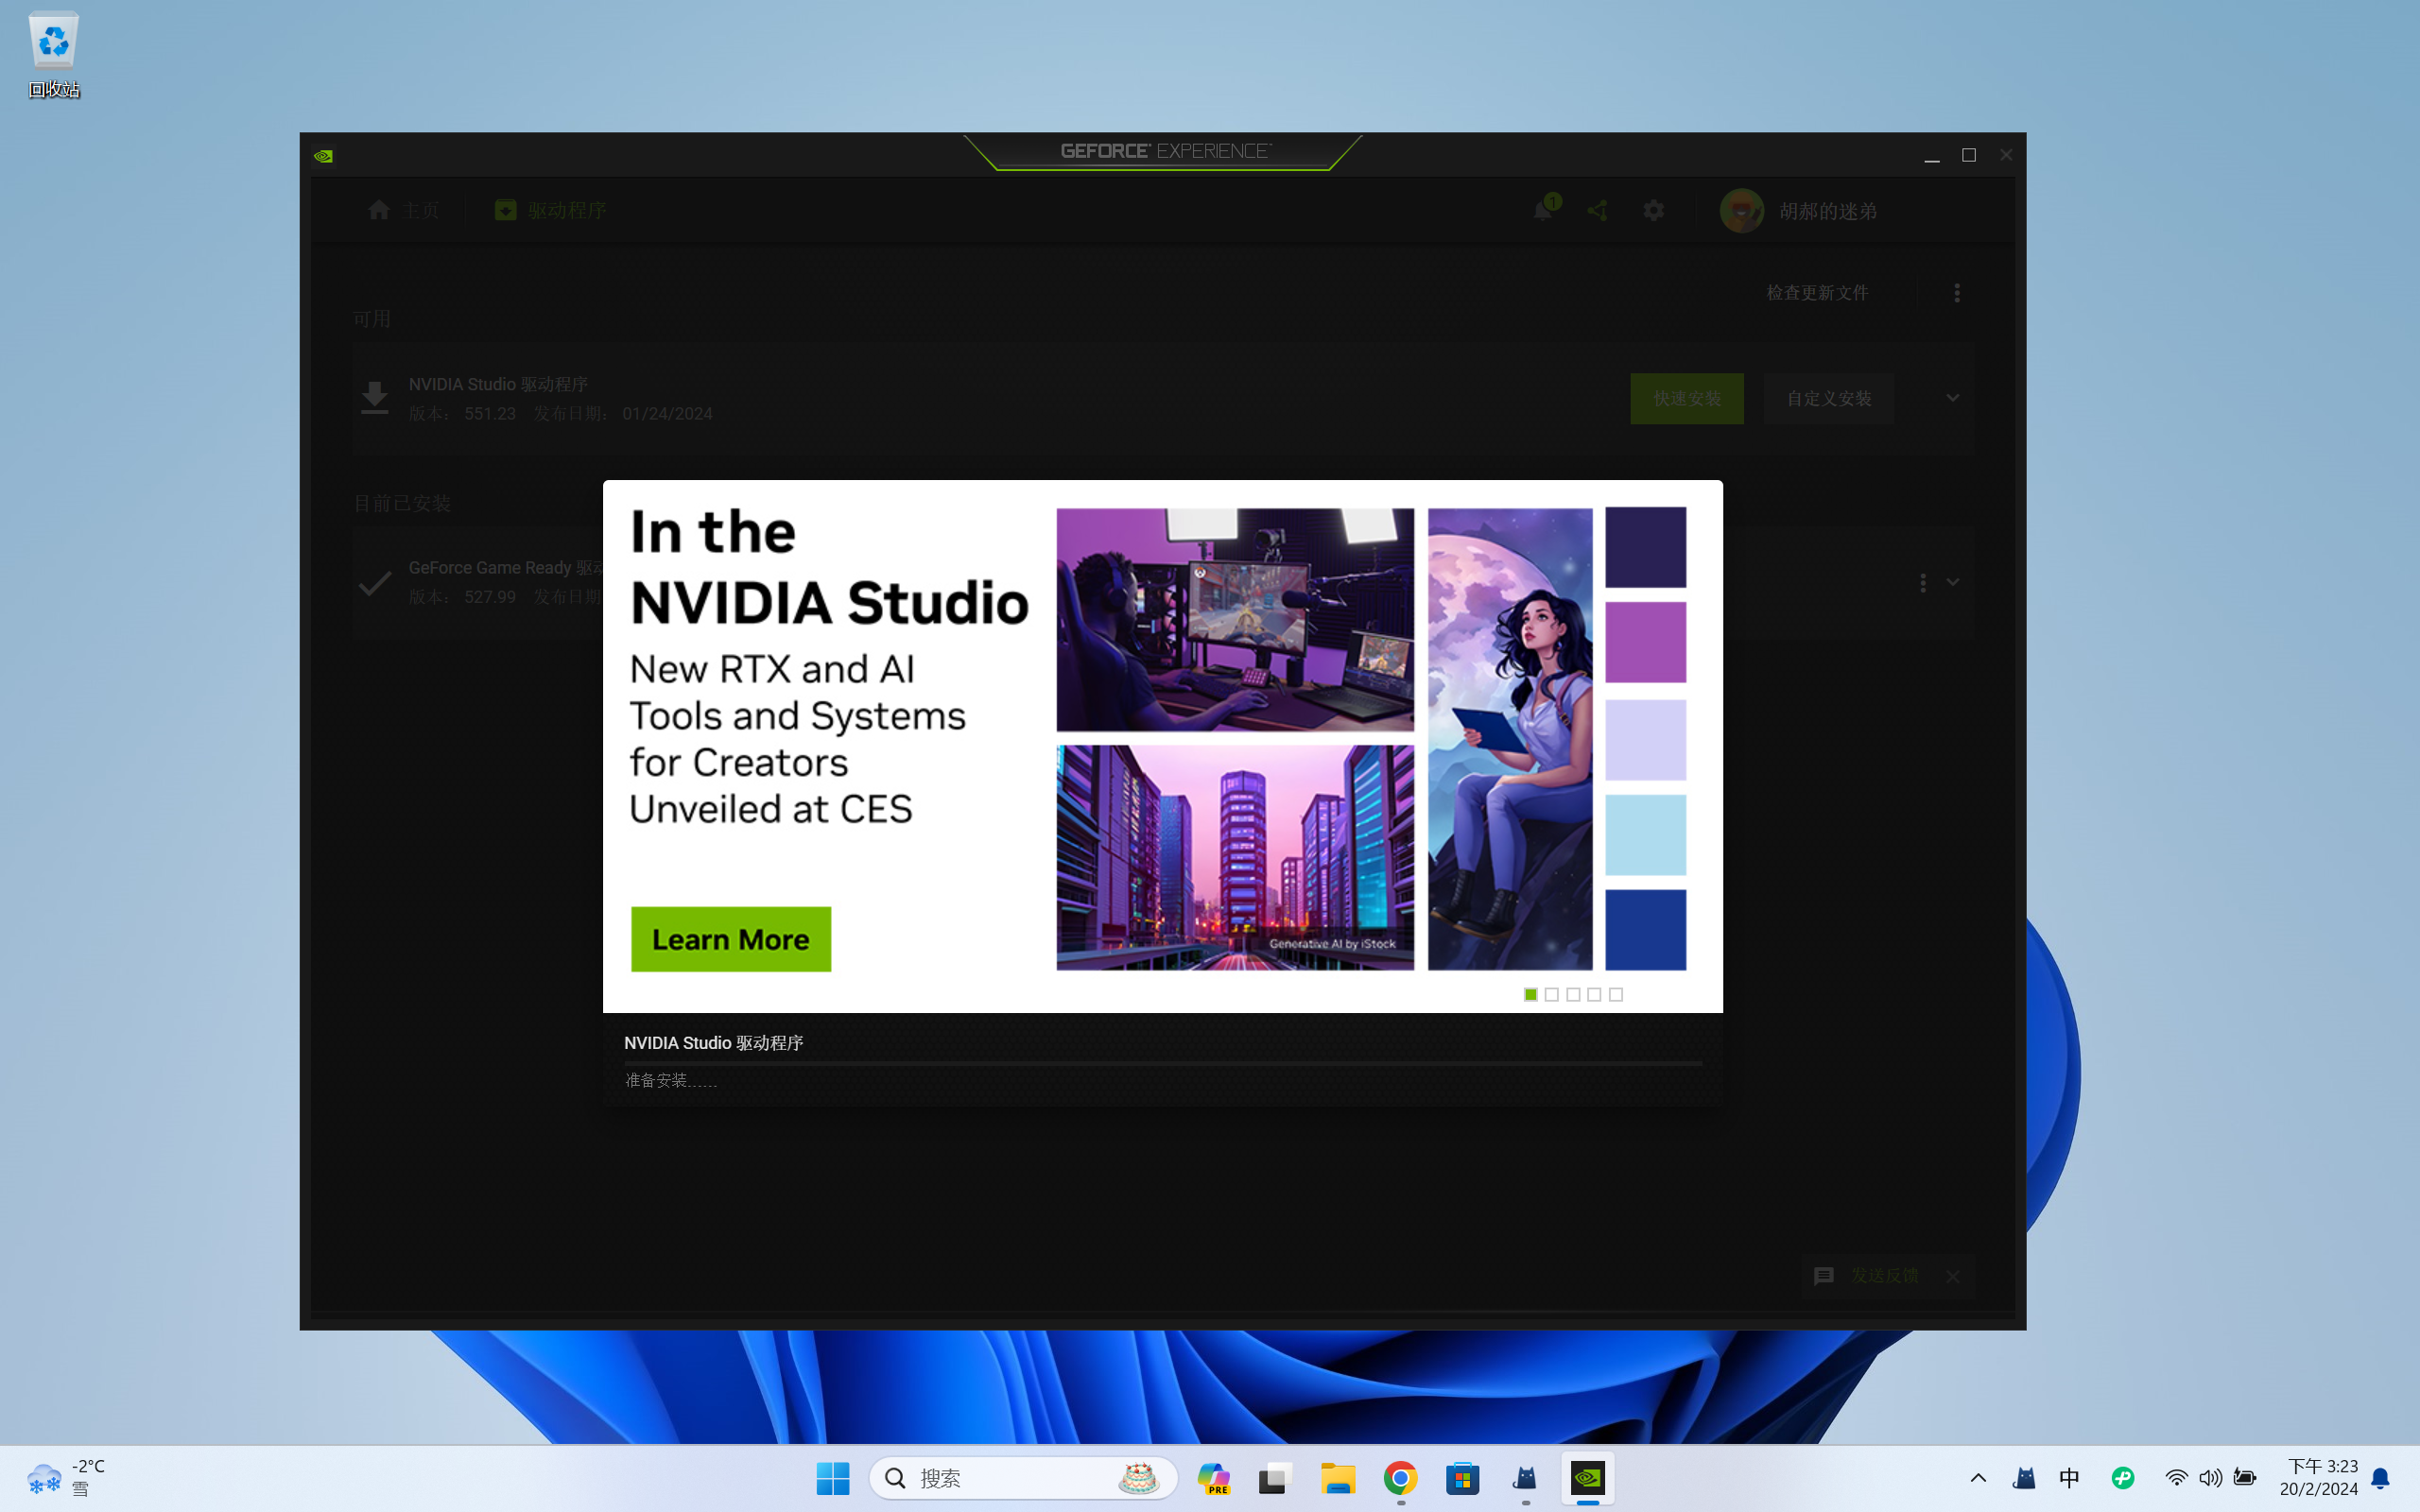 回收站
GEFORCE EXPERIENCE
主页
驱动程序
1
胡郝的迷弟
检查更新文件
可用
NVIDIA Studio 驱动程序
版本： 551.23 发布日期： 01/24/2024
快速安装
自定义安装
目前已安装
GeForce Game Ready 驱动
版本： 527.99 发布日期
In the
NVIDIA Studio
New RTX and AI
Tools and Systems
for Creators
Unveiled at CES
Learn More
Generative AI by iStock
NVIDIA Studio 驱动程序
准备安装......
发送反馈
-2°C
雪
搜索
PRE
中
下午 3:23
20/2/2024